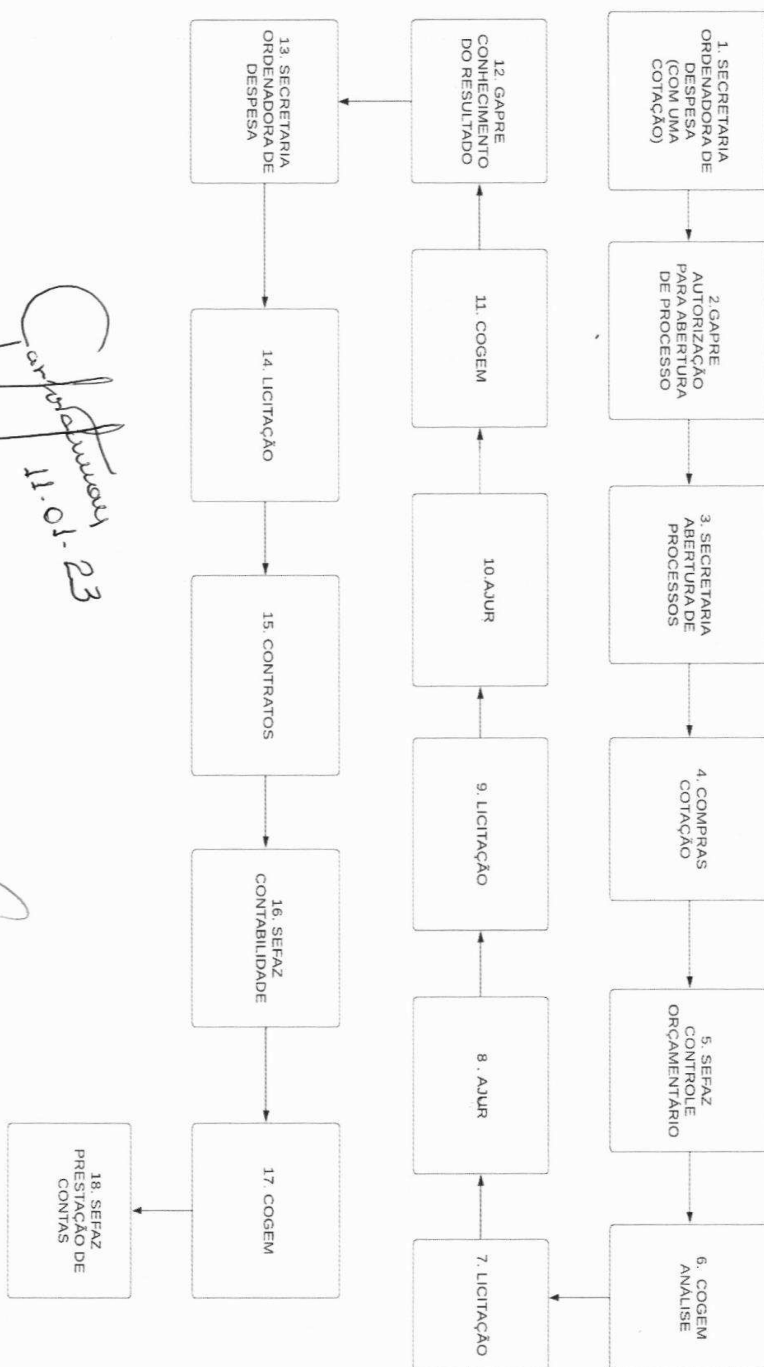 1. SECRETARIA
ORDENADORA DE
DESPESA
(COM UMA
COTAÇÃO)
2.GAPRE
AUTORIZAÇÃO
PARA ABERTURA
DE PROCESSO
3. SECRETARIA
ABERTURA DE
PROCESSOS
4. COMPRAS
COTAÇÃO
5. SEFAZ
CONTROLE
ORÇAMENTÁRIO
6. COGEM
ANÁLISE
7. LICITAÇÃO
8 . AJUR
9. LICITAÇÃO
10.AJUR
11. COGEM
12. GAPRE
CONHECIMENTO
DO RESULTADO
13. SECRETARIA
ORDENADORA DE
DESPESA
14. LICITAÇÃO
15. CONTRATOS
16. SEFAZ
CONTABILIDADE
17. COGEM
18. SEFAZ
PRESTAÇÃO DE
CONTAS
11.01.23